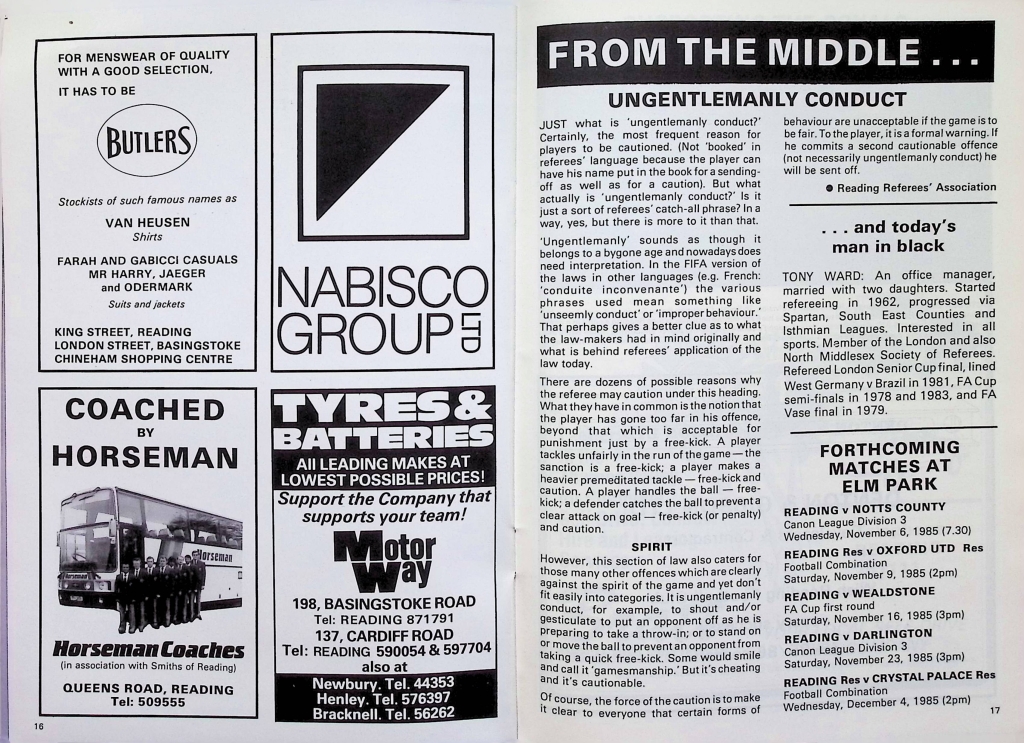 FOR MENSWEAR OF QUALITY
WITH A GOOD SELECTION,
IT HAS TO BE
BUTLERS
Stockists of such famous names as
VAN HEUSEN
Shirts
FARAH AND GABICCI CASUALS
MR HARRY, JAEGER
and ODERMARK
Suits and jackets
KING STREET, READING
LONDON STREET, BASINGSTOKE
CHINEHAM SHOPPING CENTRE
NABISCO
GROUP LTD
COACHED
BY
HORSEMAN
Horseman
HORSEMAN
Horseman Coaches
(in association with Smiths of Reading)
QUEENS ROAD, READING
Tel: 509555
TYRES &
BATTERIES
All LEADING MAKES AT
LOWEST POSSIBLE PRICES!
Support the Company that
supports your team!
Motor
Way
198, BASINGSTOKE ROAD
Tel: READING 871791
137, CARDIFF ROAD
Tel: READING 590054 & 597704
also at
Newbury. Tel. 44353
Henley. Tel. 576397
Bracknell. Tel. 56262
16
FROM THE MIDDLE . . .
UNGENTLEMANLY CONDUCT
JUST what is ‘ungentlemanly conduct?’
Certainly, the most frequent reason for
players to be cautioned. (Not ‘booked’ in
referees’ language because the player can
have his name put in the book for a sending-
off as well as for a caution). But what
actually is ‘ungentlemanly conduct?’ Is it
just a sort of referees’ catch-all phrase? In a
way, yes, but there is more to it than that.
‘Ungentlemanly’ sounds as though it
belongs to a bygone age and nowadays does
need interpretation. In the FIFA version of
the laws in other languages (e.g. French:
‘conduite inconvenante’) the various
phrases used mean something like
‘unseemly conduct’ or ‘improper behaviour.’
That perhaps gives a better clue as to what
the law-makers had in mind originally and
what is behind referees’ application of the
law today.
There are dozens of possible reasons why
the referee may caution under this heading.
What they have in common is the notion that
the player has gone too far in his offence,
beyond that which is acceptable for
punishment just by a free-kick. A player
tackles unfairly in the run of the game — the
sanction is a free-kick; a player makes a
heavier premeditated tackle — free-kick and
caution. A player handles the ball — free-
kick; a defender catches the ball to prevent a
clear attack on goal — free-kick (or penalty)
and caution.
SPIRIT
However, this section of law also caters for
those many other offences which are clearly
against the spirit of the game and yet don’t
fit easily into categories. It is ungentlemanly
conduct, for example, to shout and/or
gesticulate to put an opponent off as he is
preparing to take a throw-in; or to stand on
or move the ball to prevent an opponent from
taking a quick free-kick. Some would smile
and call it ‘gamesmanship.’ But it’s cheating
and it’s cautionable.
Of course, the force of the caution is to make
it clear to everyone that certain forms of
behaviour are unacceptable if the game is to
be fair. To the player, it is a formal warning. If
he commits a second cautionable offence
(not necessarily ungentlemanly conduct) he
will be sent off.
● Reading Referees’ Association
. . . and today’s
man in black
TONY WARD: An office manager,
married with two daughters. Started
refereeing in 1962, progressed via
Spartan, South East Counties and
Isthmian Leagues. Interested in all
sports. Member of the London and also
North Middlesex Society of Referees.
Refereed London Senior Cup final, lined
West Germany v Brazil in 1981, FA Cup
semi-finals in 1978 and 1983, and FA
Vase final in 1979.
FORTHCOMING
MATCHES AT
ELM PARK
READING v NOTTS COUNTY
Canon League Division 3
Wednesday, November 6, 1985 (7.30)
READING Res v OXFORD UTD Res
Football Combination
Saturday, November 9, 1985 (2pm)
READING v WEALDSTONE
FA Cup first round
Saturday, November 16, 1985 (3pm)
READING v DARLINGTON
Canon League Division 3
Saturday, November 23, 1985 (3pm)
READING Res v CRYSTAL PALACE Res
Football Combination
Wednesday, December 4, 1985 (2pm)
17